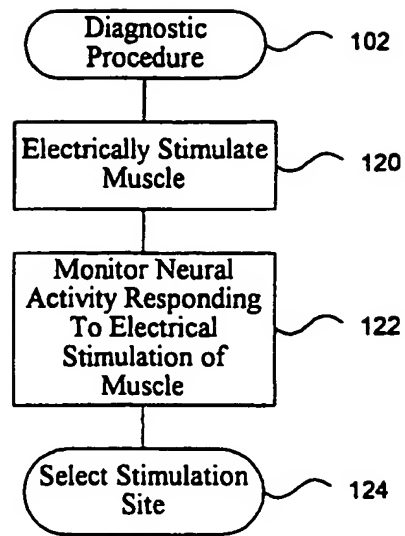 Diagnostic
Procedure
102
Electrically Stimulate
Muscle
120
Monitor Neural
Activity Responding
To Electrical
Stimulation of
Muscle
122
Select Stimulation
Site
124